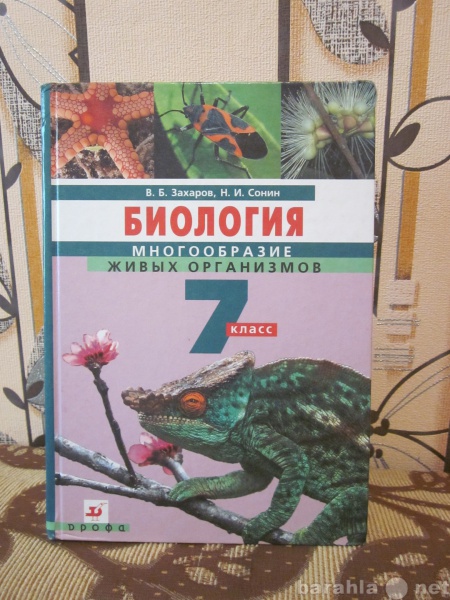 В. Б. Захаров, Н. И. Сонин
БИОЛОГИЯ
МНОГООБРАЗИЕ
ЖИВЫХ ОРГАНИЗМОВ
7
класс
дрофа
barahla.net